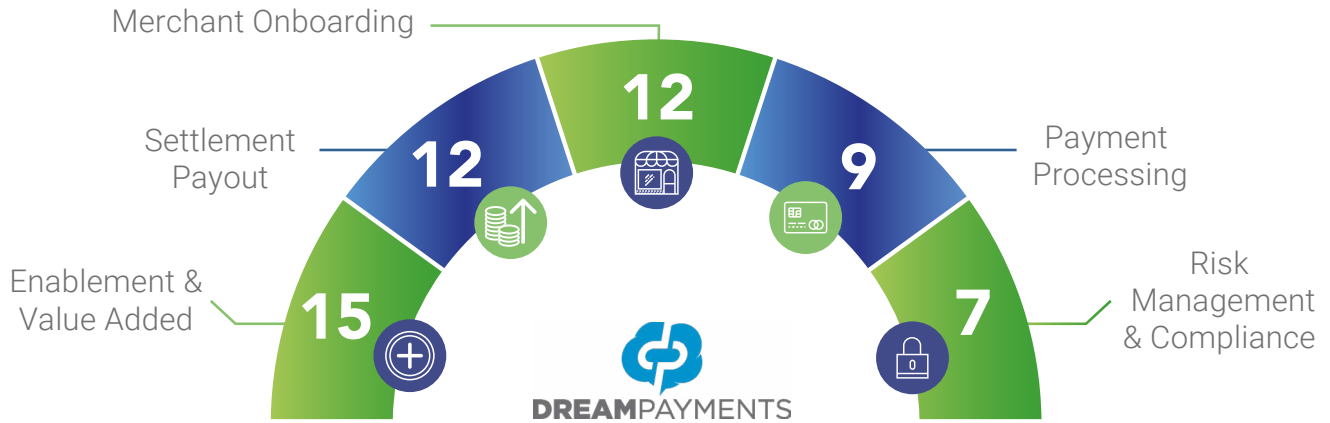 Merchant Onboarding
12
Settlement
Payout
12
9
Payment
Processing
Enablement &
Value Added
15
7
Risk
Management
& Compliance
DREAMPAYMENTS